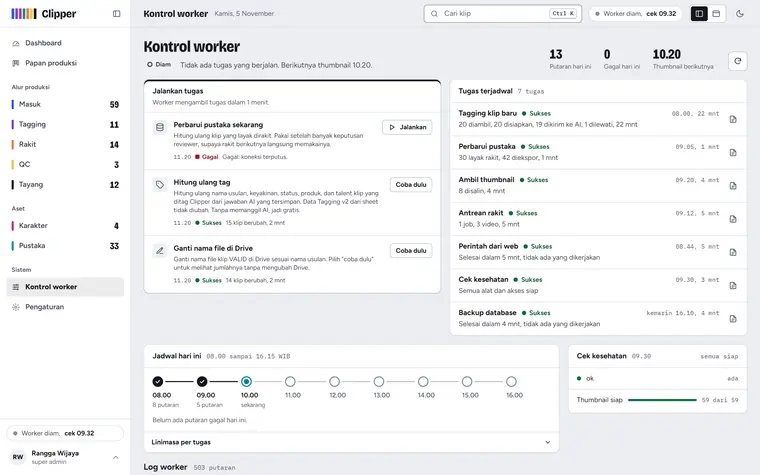 Clipper
Kontrol worker Kamis, 5 November
Cari klip Ctrl K
Worker diam, cek 09.32
Dashboard
Papan produksi
Alur produksi
Masuk 59
Tagging 11
Rakit 14
QC 3
Tayang 12
Aset
Karakter 4
Pustaka 33
Sistem
Kontrol worker
Pengaturan
Worker diam, cek 09.32
RW Rangga Wijaya
super admin
Kontrol worker
Diam Tidak ada tugas yang berjalan. Berikutnya thumbnail 10.20.
13 0 10.20
Putaran hari ini Gagal hari ini Thumbnail berikutnya
Jalankan tugas
Worker mengambil tugas dalam 1 menit.
Perbarui pustaka sekarang
Jalankan
Hitung ulang klip yang layak dirakit. Pakai setelah banyak keputusan
reviewer, supaya rakit berikutnya langsung memakainya.
11.20 Gagal Gagal: koneksi terputus.
Hitung ulang tag
Coba dulu
Hitung ulang nama usulan, keyakinan, status, produk, dan talent klip yang
ditag Clipper dari jawaban AI yang tersimpan. Data Tagging v2 dari sheet
tidak diubah. Tanpa memanggil AI, jadi gratis.
11.20 Sukses 15 klip berubah, 2 mnt
Ganti nama file di Drive
Coba dulu
Ganti nama file klip VALID di Drive sesuai nama usulan. Pilih "coba dulu"
untuk melihat jumlahnya tanpa mengubah Drive.
11.20 Sukses 14 klip berubah, 2 mnt
Tugas terjadwal 7 tugas
Tagging klip baru Sukses 08.00, 22 mnt
20 diambil, 20 disiapkan, 19 dikirim ke AI, 1 dilewati, 22 mnt
Perbarui pustaka Sukses 09.05, 1 mnt
30 layak rakit, 42 diekspor, 1 mnt
Ambil thumbnail Sukses 09.20, 4 mnt
8 disalin, 4 mnt
Antrean rakit Sukses 09.12, 5 mnt
1 job, 3 video, 5 mnt
Perintah dari web Sukses 08.44, 5 mnt
Selesai dalam 5 mnt, tidak ada yang dikerjakan
Cek kesehatan Sukses 09.30, 3 mnt
Semua alat dan akses siap
Backup database Sukses kemarin 16.10, 4 mnt
Selesai dalam 4 mnt, tidak ada yang dikerjakan
Jadwal hari ini 08.00 sampai 16.15 WIB
08.00 09.00 10.00 11.00 12.00 13.00 14.00 15.00 16.00
8 putaran 5 putaran sekarang
Belum ada putaran gagal hari ini.
Linimasa per tugas
Cek kesehatan 09.30 semua siap
ok ada
Thumbnail siap 59 dari 59
Log worker 503 putaran